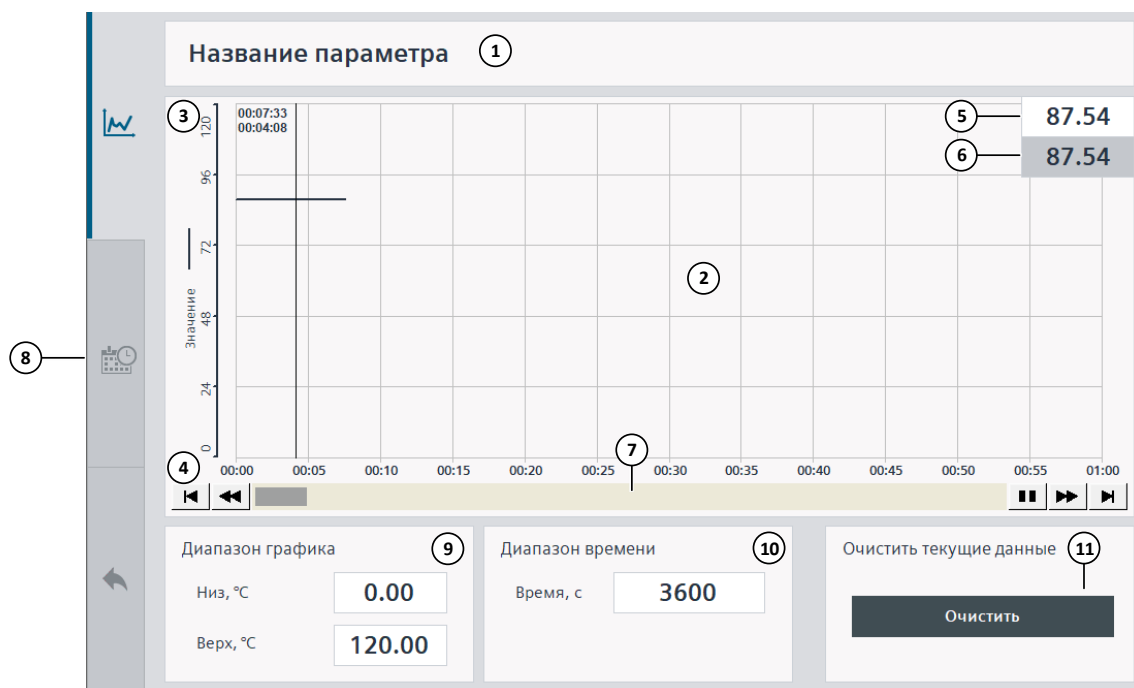 Название параметра 1
3 120 00:07:33 5 87.54
00:04:08
6 87.54
96
72
2
Значение
48
8
24
0
7
4 00:00 00:05 00:10 00:15 00:20 00:25 00:30 00:35 00:40 00:45 00:50 00:55 01:00
Диапазон графика 9 Диапазон времени 10 Очистить текущие данные 11
Низ, °C 0.00 Время, с 3600
Очистить
Верх, °C 120.00